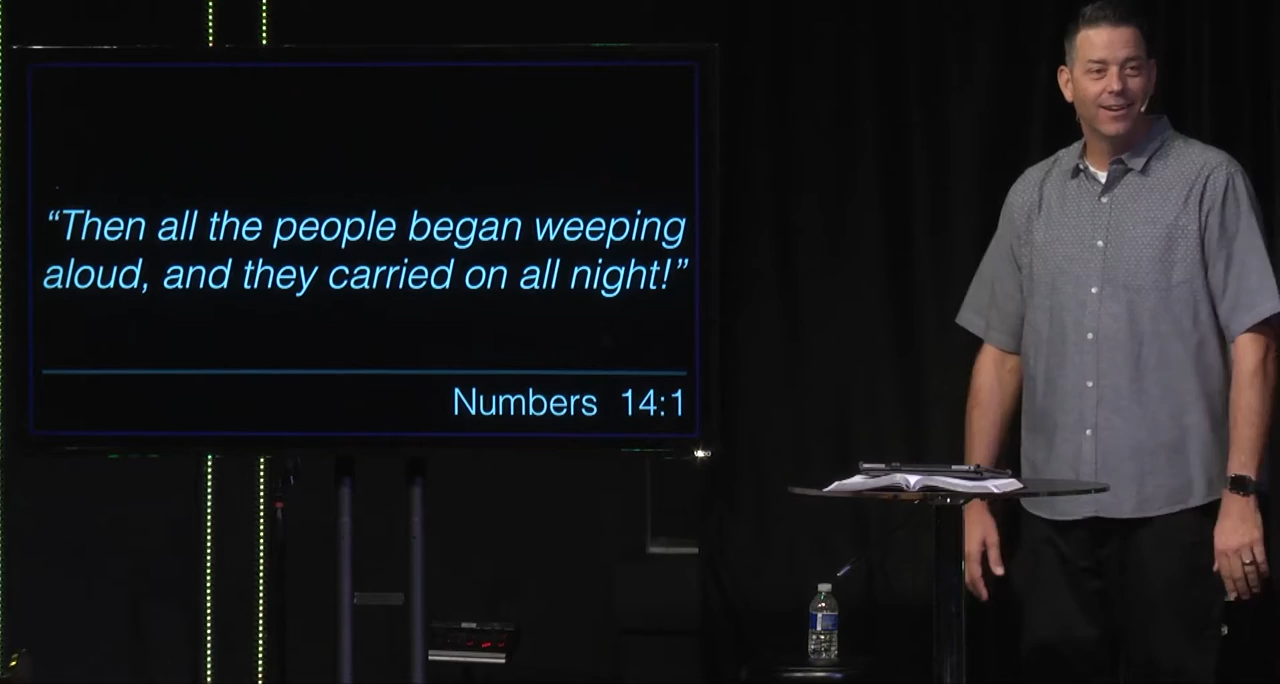 “Then all the people began weeping
aloud, and they carried on all night!”
Numbers 14:1